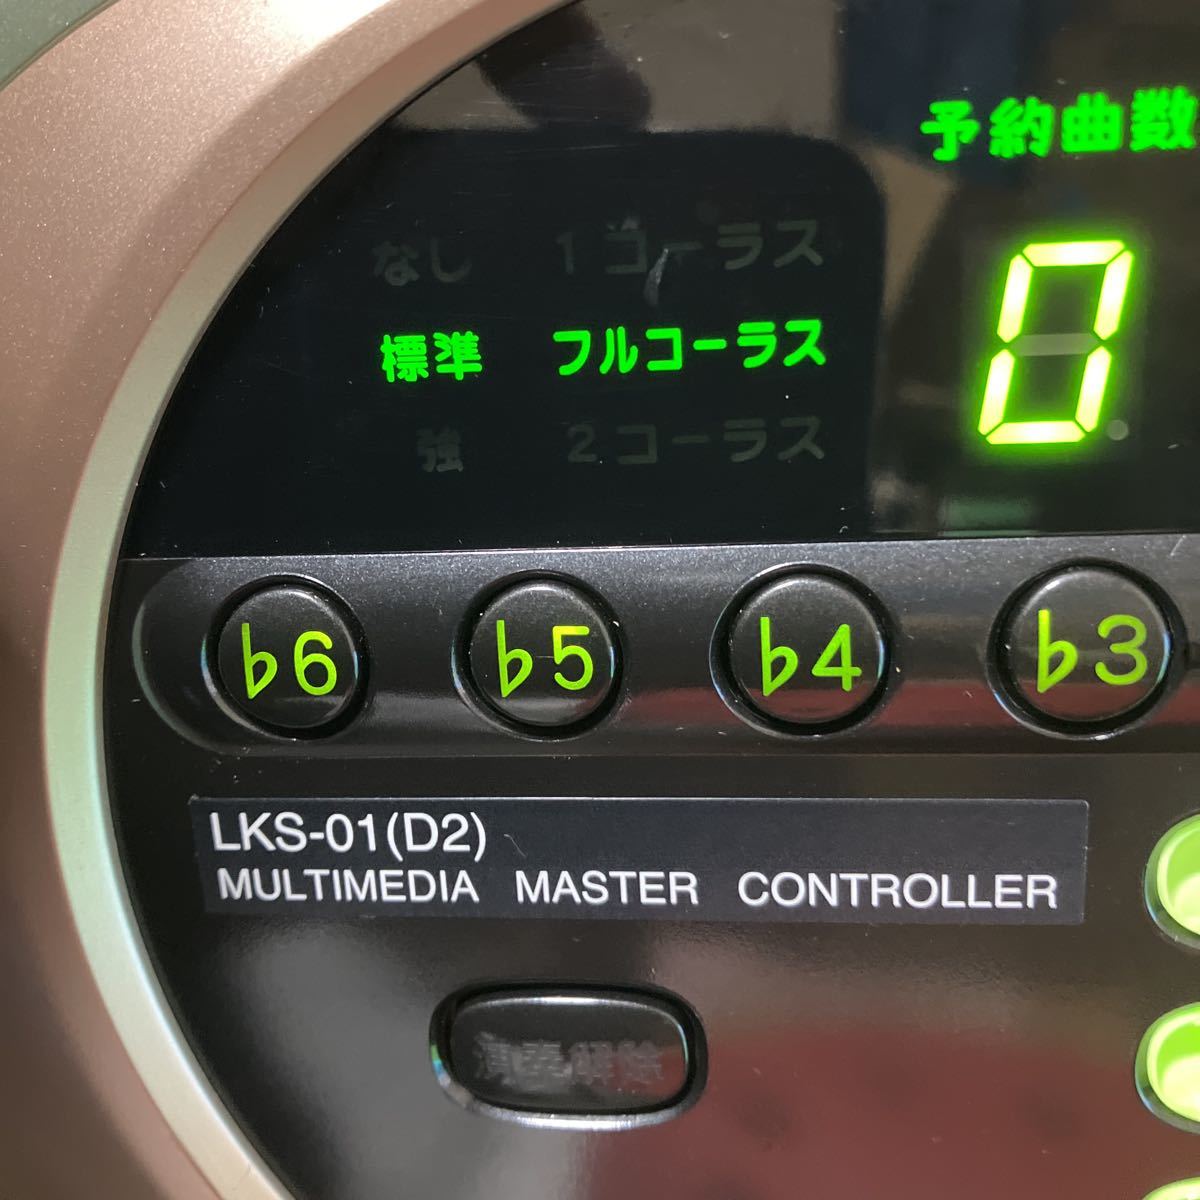 予約曲数
なし 1コーラス
標準 フルコーラス
強 2コーラス
0
♭6 ♭5 ♭4 ♭3
LKS-01(D2)
MULTIMEDIA MASTER CONTROLLER
演奏解除